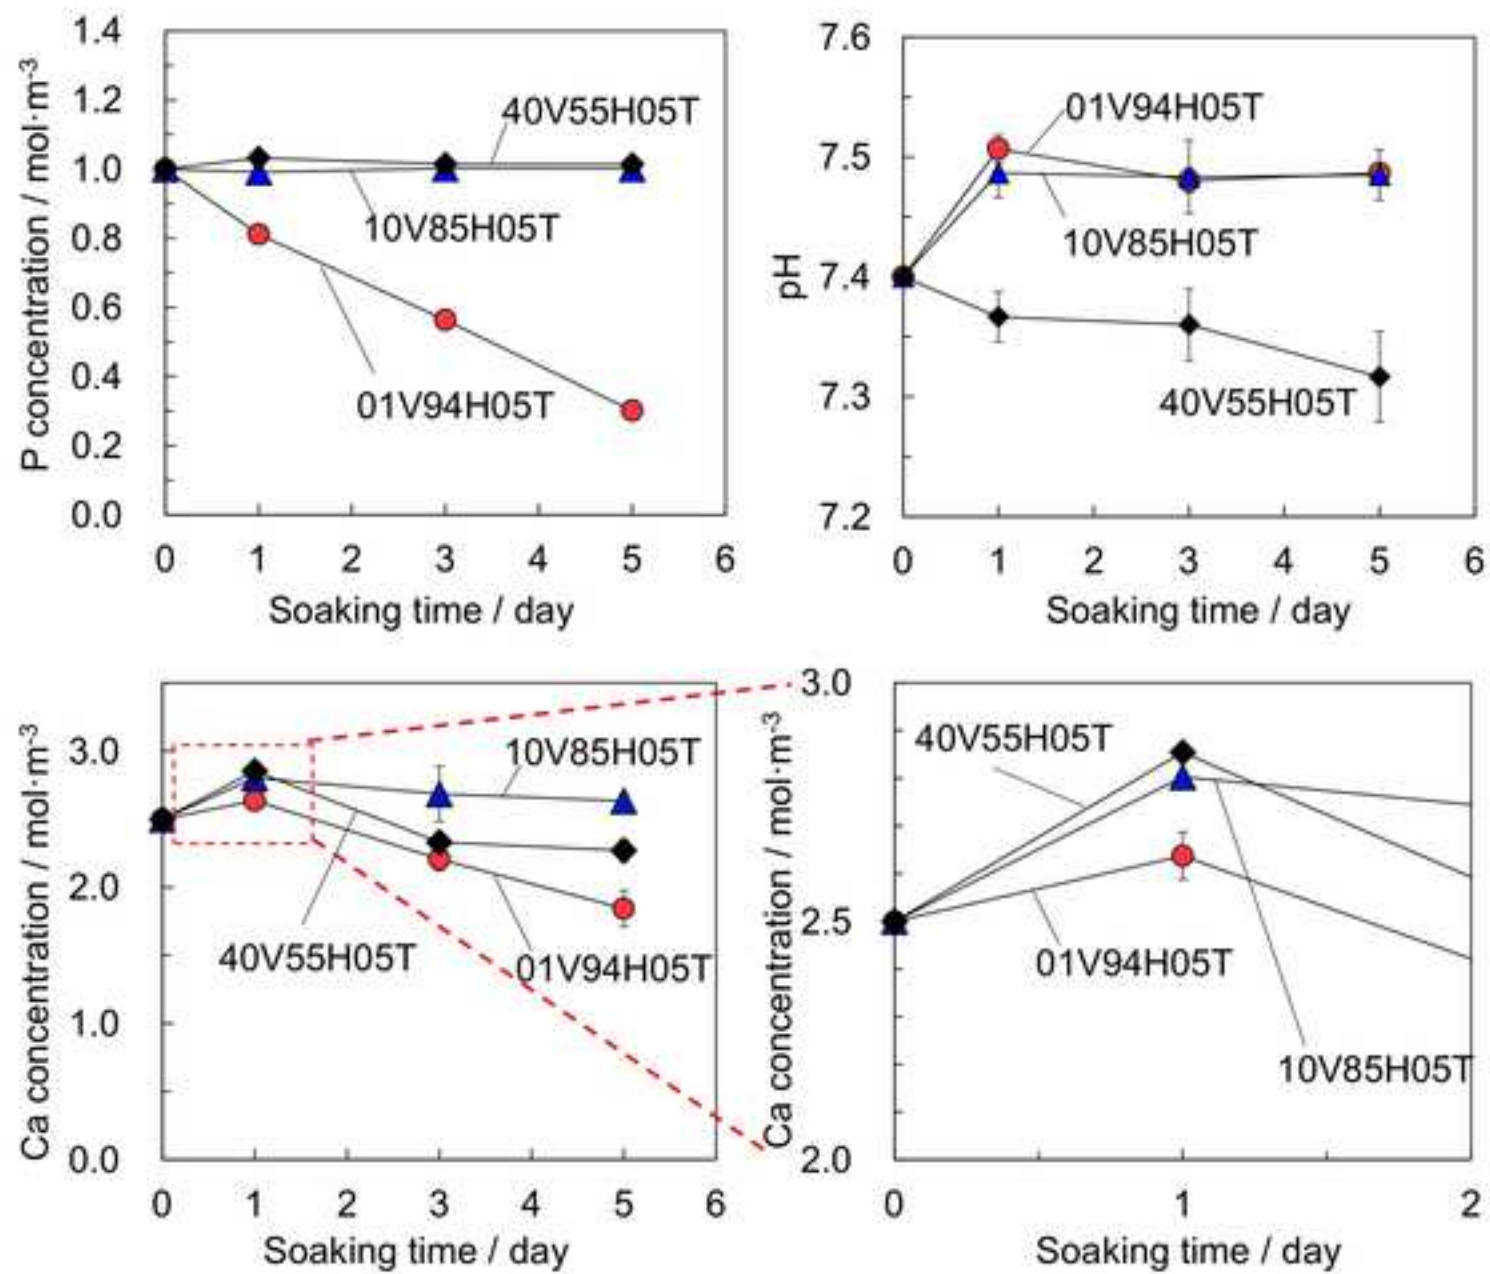 P concentration / mol·m⁻³
1.4
1.2
1.0
0.8
0.6
0.4
0.2
0.0
40V55H05T
10V85H05T
01V94H05T
0 1 2 3 4 5 6
Soaking time / day
pH
7.6
7.5
7.4
7.3
7.2
01V94H05T
10V85H05T
40V55H05T
0 1 2 3 4 5 6
Soaking time / day
Ca concentration / mol·m⁻³
3.0
2.0
1.0
0.0
10V85H05T
40V55H05T
01V94H05T
0 1 2 3 4 5 6
Soaking time / day
Ca concentration / mol·m⁻³
3.0
2.5
2.0
40V55H05T
01V94H05T
10V85H05T
0 1 2
Soaking time / day